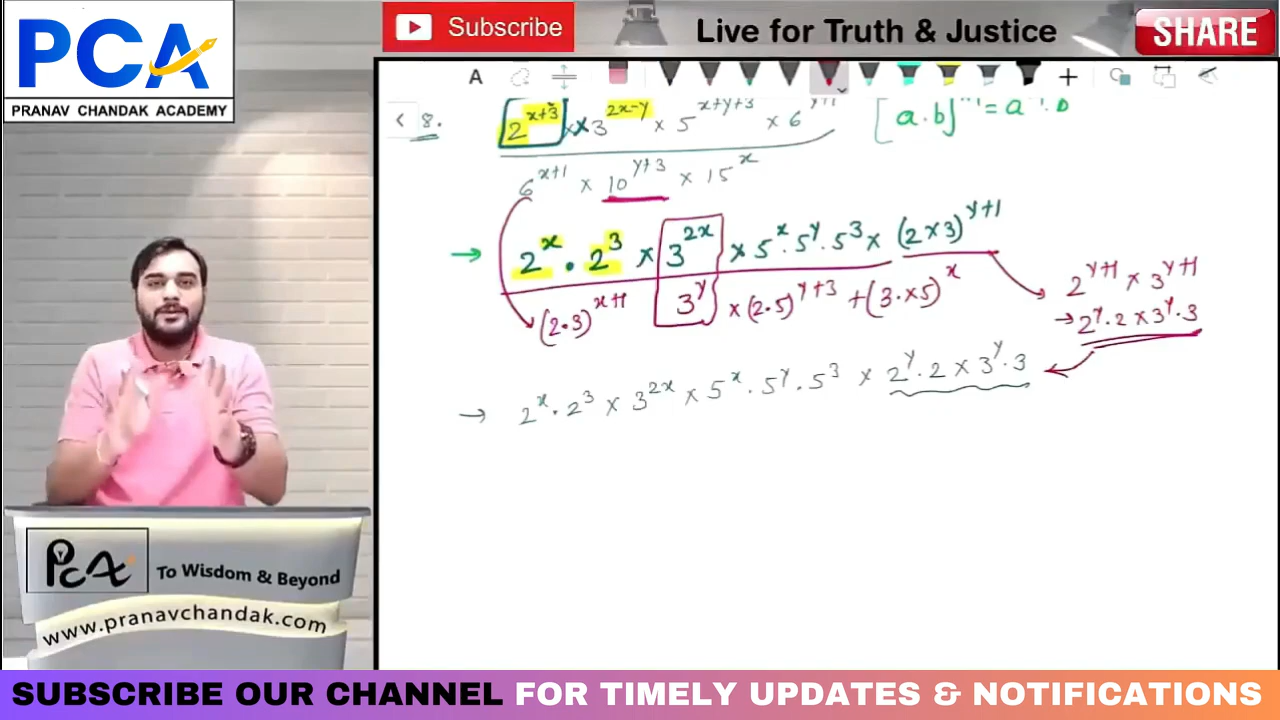 PCA
PRANAV CHANDAK ACADEMY
Subscribe
Live for Truth & Justice
SHARE
A
8. 2^{x+3} × 3^{2x-y} × 5^{x+y+3} × 6^{y+1}
6^{x+1} × 10^{y+3} × 15^x
[a.b]
→ 2^x · 2^3 × 3^{2x} × 5^x · 5^y · 5^3 × (2×3)^{y+1}
(2·3)^{x+1} 3^y × (2·5)^{y+3} + (3·×5)^x
2^{y+1} × 3^{y+1}
→ 2^y · 2 × 3^y · 3
→ 2^x · 2^3 × 3^{2x} × 5^x · 5^y · 5^3 × 2^y · 2 × 3^y · 3
PCA
To Wisdom & Beyond
www.pranavchandak.com
SUBSCRIBE OUR CHANNEL FOR TIMELY UPDATES & NOTIFICATIONS